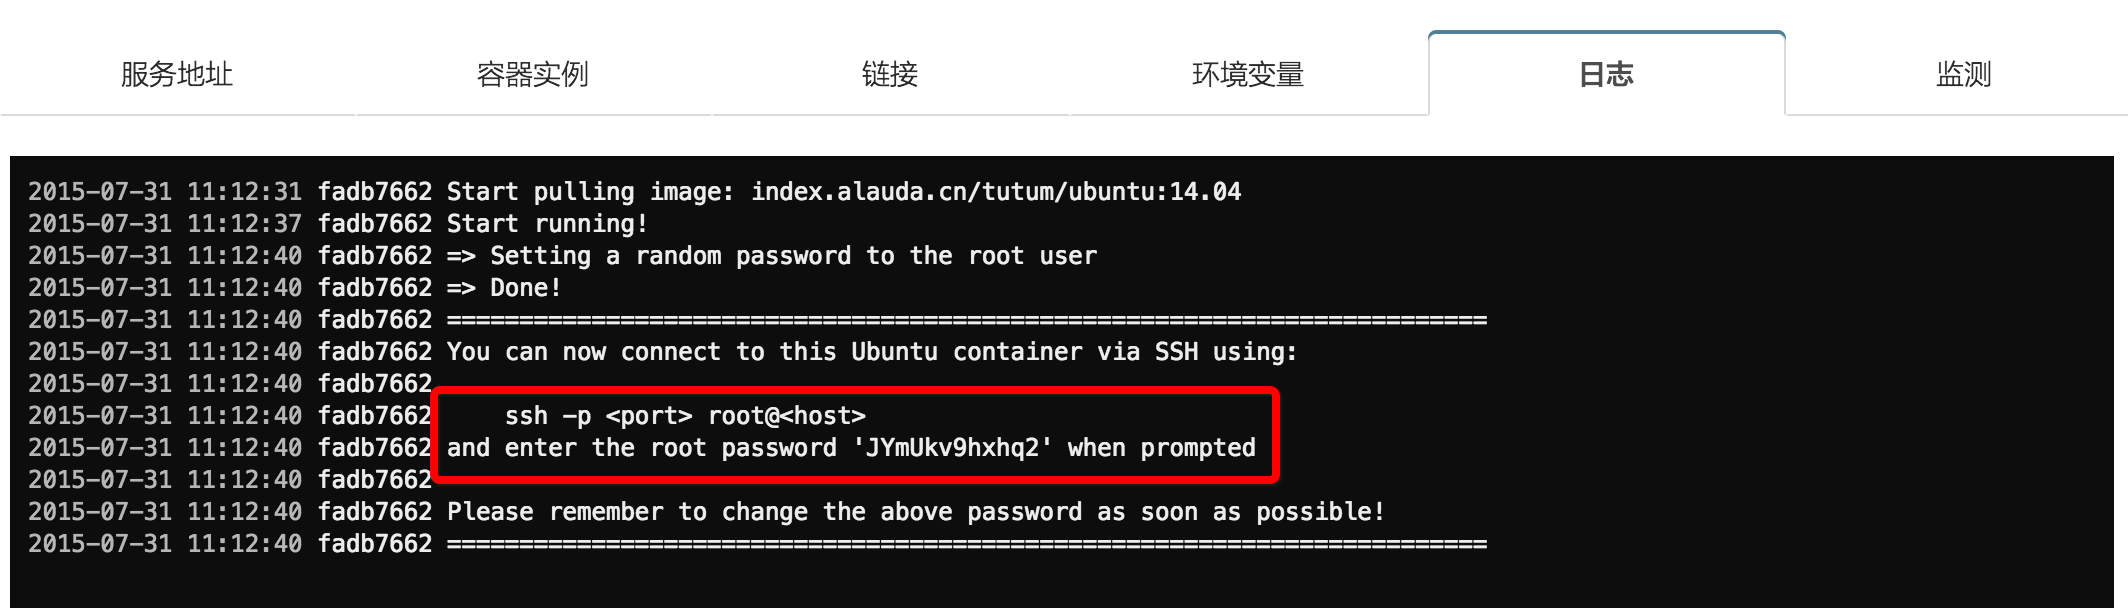 服务地址
容器实例
链接
环境变量
日志
监测
2015-07-31 11:12:31 fadb7662 Start pulling image: index.alauda.cn/tutum/ubuntu:14.04
2015-07-31 11:12:37 fadb7662 Start running!
2015-07-31 11:12:40 fadb7662 => Setting a random password to the root user
2015-07-31 11:12:40 fadb7662 => Done!
2015-07-31 11:12:40 fadb7662 ========================================================================
2015-07-31 11:12:40 fadb7662 You can now connect to this Ubuntu container via SSH using:
2015-07-31 11:12:40 fadb7662
2015-07-31 11:12:40 fadb7662     ssh -p <port> root@<host>
2015-07-31 11:12:40 fadb7662 and enter the root password 'JYmUkv9hxhq2' when prompted
2015-07-31 11:12:40 fadb7662
2015-07-31 11:12:40 fadb7662 Please remember to change the above password as soon as possible!
2015-07-31 11:12:40 fadb7662 ========================================================================